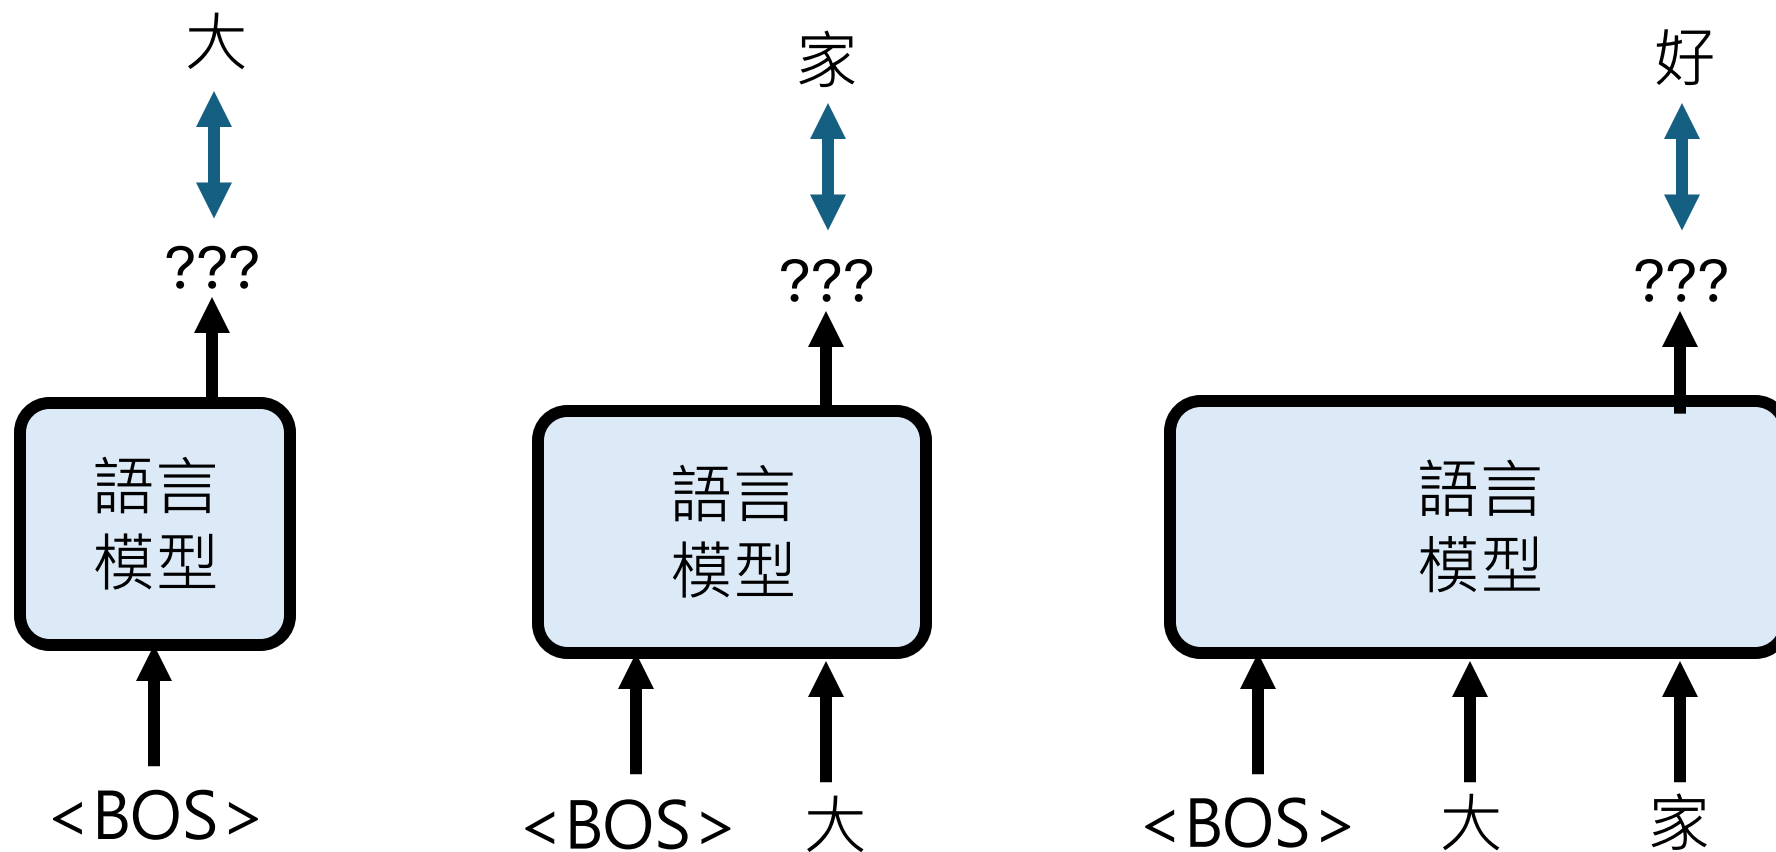 大
家
好
???
???
???
語言
模型
語言
模型
語言
模型
<BOS>
<BOS> 大
<BOS> 大 家